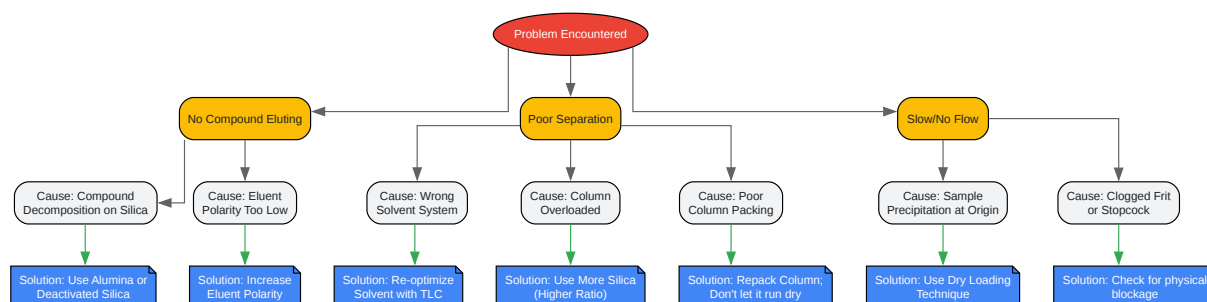 Problem Encountered
No Compound Eluting
Poor Separation
Slow/No Flow
Cause: Compound
Decomposition on Silica
Cause: Eluent
Polarity Too Low
Cause: Wrong
Solvent System
Cause: Column
Overloaded
Cause: Poor
Column Packing
Cause: Sample
Precipitation at Origin
Cause: Clogged Frit
or Stopcock
Solution: Use Alumina or
Deactivated Silica
Solution: Increase
Eluent Polarity
Solution: Re-optimize
Solvent with TLC
Solution: Use More Silica
(Higher Ratio)
Solution: Repack Column;
Don't let it run dry
Solution: Use Dry Loading
Technique
Solution: Check for physical
blockage